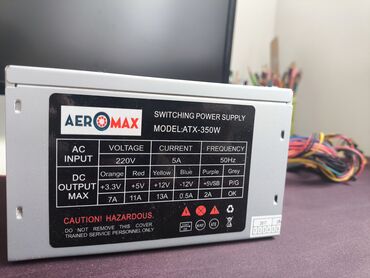 AEROMAX
SWITCHING POWER SUPPLY
MODEL:ATX-350W
AC INPUT VOLTAGE CURRENT FREQUENCY
220V 5A 50Hz
DC OUTPUT MAX Orange Red Yellow Blue Purple Grey
+3.3V +5V +12V -12V +5VSB P/G
7A 11A 13A 0.5A 2A OK
CAUTION! HAZARDOUS.
DO NOT REMOVE THIS COVER
TRAINED SERVICE PERSONNEL ONLY.